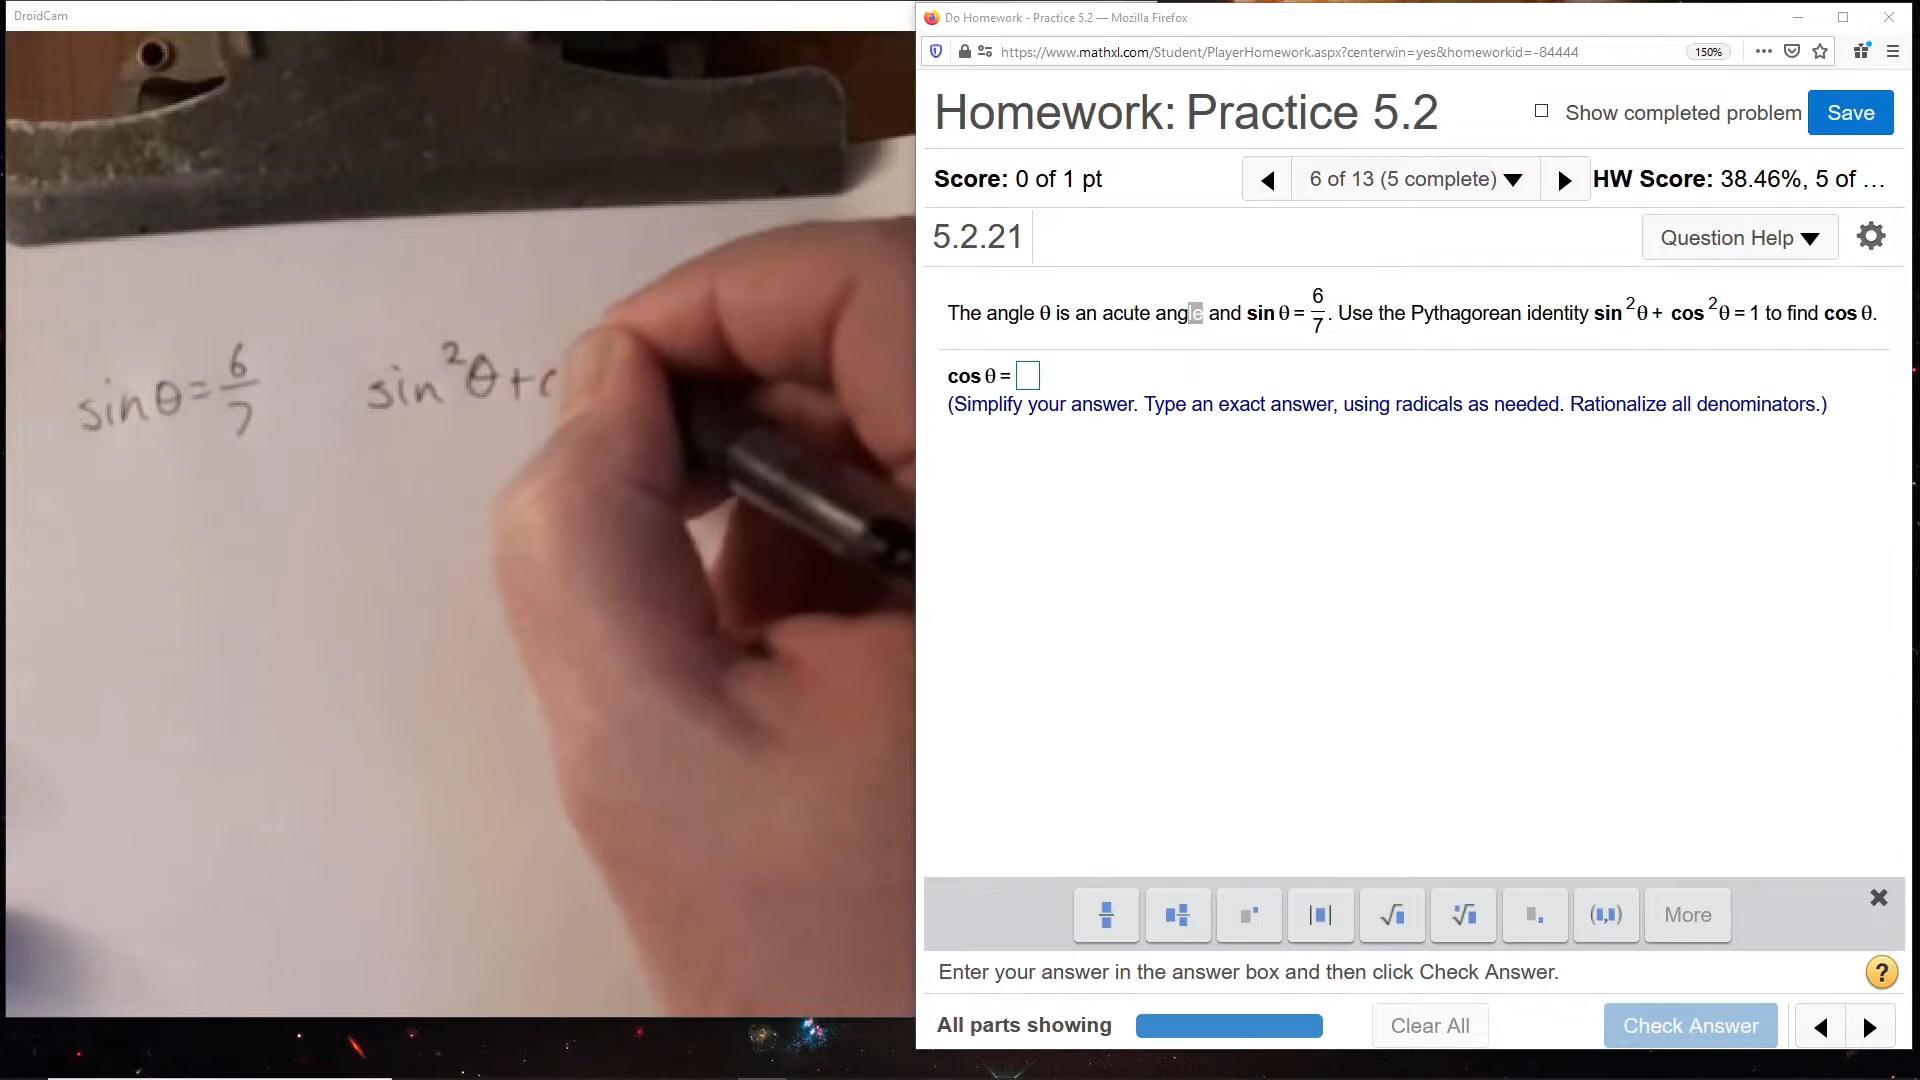 DroidCam
Do Homework - Practice 5.2 — Mozilla Firefox
https://www.mathxl.com/Student/PlayerHomework.aspx?centerwin=yes&homeworkid=-84444
150%
Homework: Practice 5.2
Show completed problem
Save
Score: 0 of 1 pt
6 of 13 (5 complete)
HW Score: 38.46%, 5 of ...
5.2.21
Question Help
The angle θ is an acute angle and sin θ = 6/7. Use the Pythagorean identity sin²θ + cos²θ = 1 to find cos θ.
cos θ =
(Simplify your answer. Type an exact answer, using radicals as needed. Rationalize all denominators.)
sinθ = 6/7
sin²θ + c
More
Enter your answer in the answer box and then click Check Answer.
?
All parts showing
Clear All
Check Answer